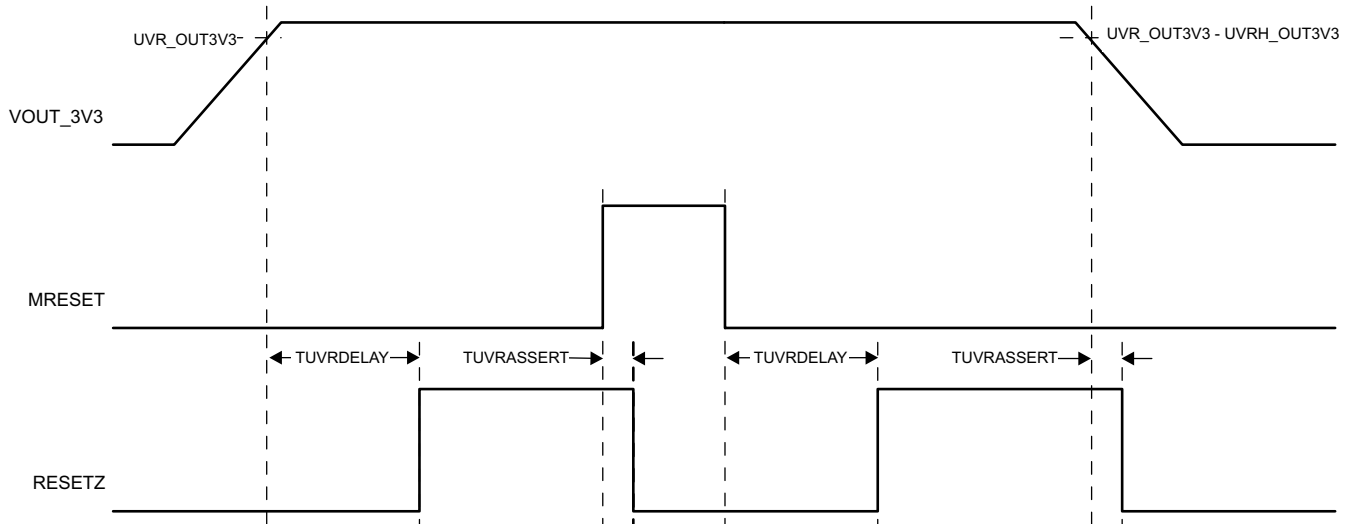 UVR_OUT3V3
UVR_OUT3V3 - UVRH_OUT3V3
VOUT_3V3
MRESET
TUVRDELAY
TUVRASSERT
TUVRDELAY
TUVRASSERT
RESETZ